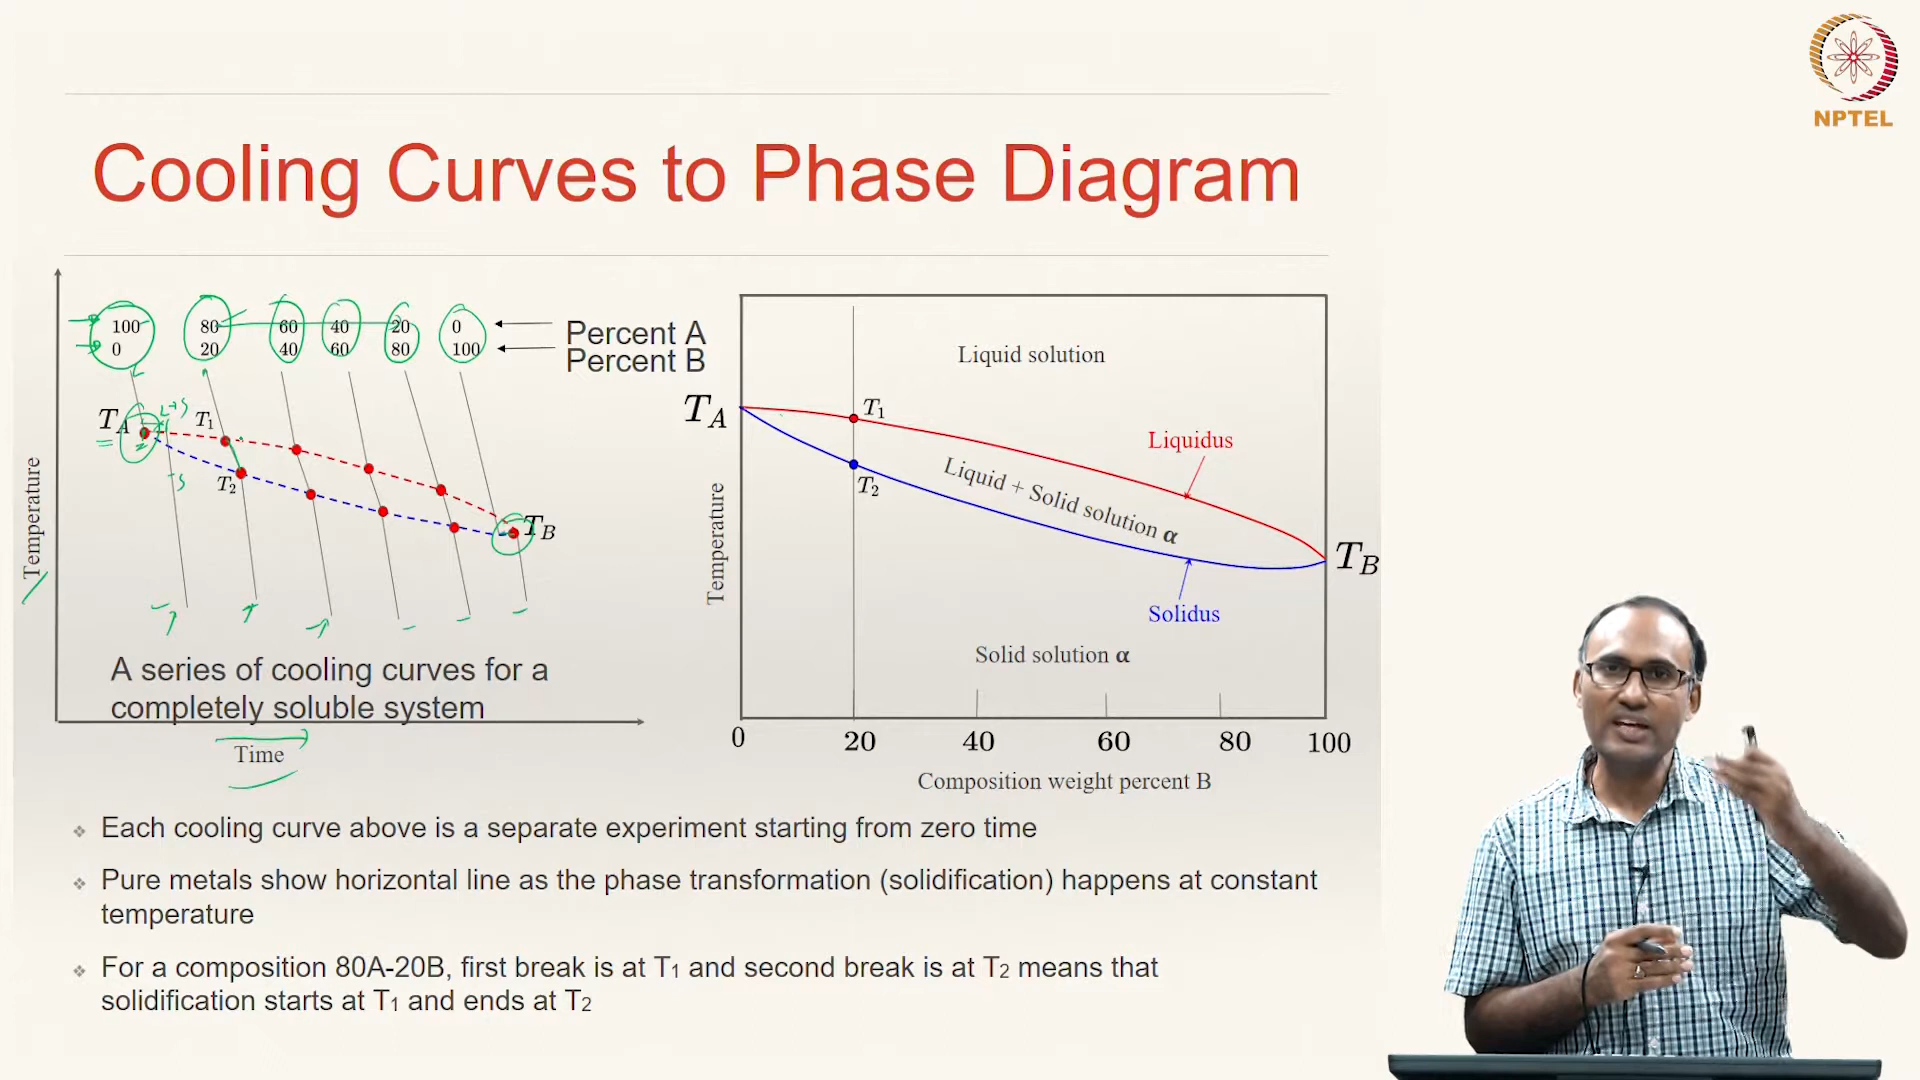 NPTEL
Cooling Curves to Phase Diagram
100 80 60 40 20 0
0 20 40 60 80 100
Percent A
Percent B
L
L+S
S
T_A
T₁
T₂
T_B
Temperature
A series of cooling curves for a
completely soluble system
Time
Liquid solution
T_A
T₁
Liquidus
Liquid + Solid solution α
T₂
T_B
Solidus
Solid solution α
Temperature
0 20 40 60 80 100
Composition weight percent B
❖ Each cooling curve above is a separate experiment starting from zero time
❖ Pure metals show horizontal line as the phase transformation (solidification) happens at constant
temperature
❖ For a composition 80A-20B, first break is at T₁ and second break is at T₂ means that
solidification starts at T₁ and ends at T₂